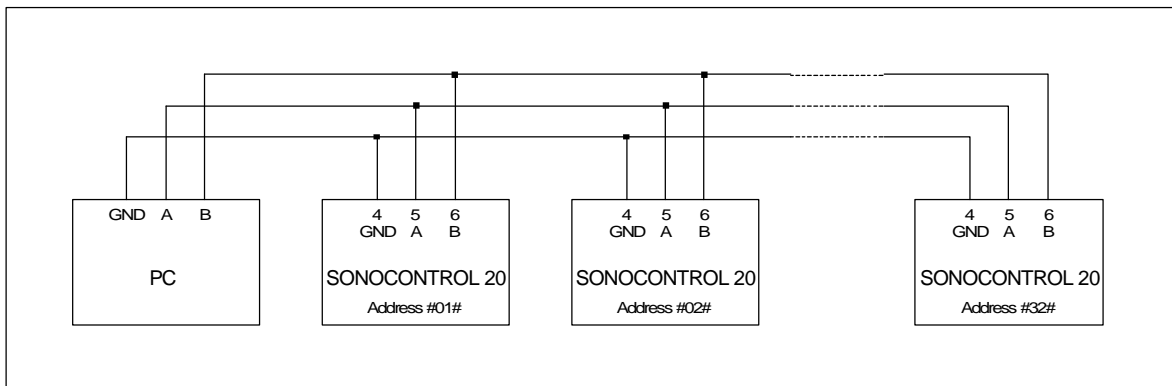 GND A B
PC
4 5 6
GND A B
SONOCONTROL 20
Address #01#
4 5 6
GND A B
SONOCONTROL 20
Address #02#
4 5 6
GND A B
SONOCONTROL 20
Address #32#